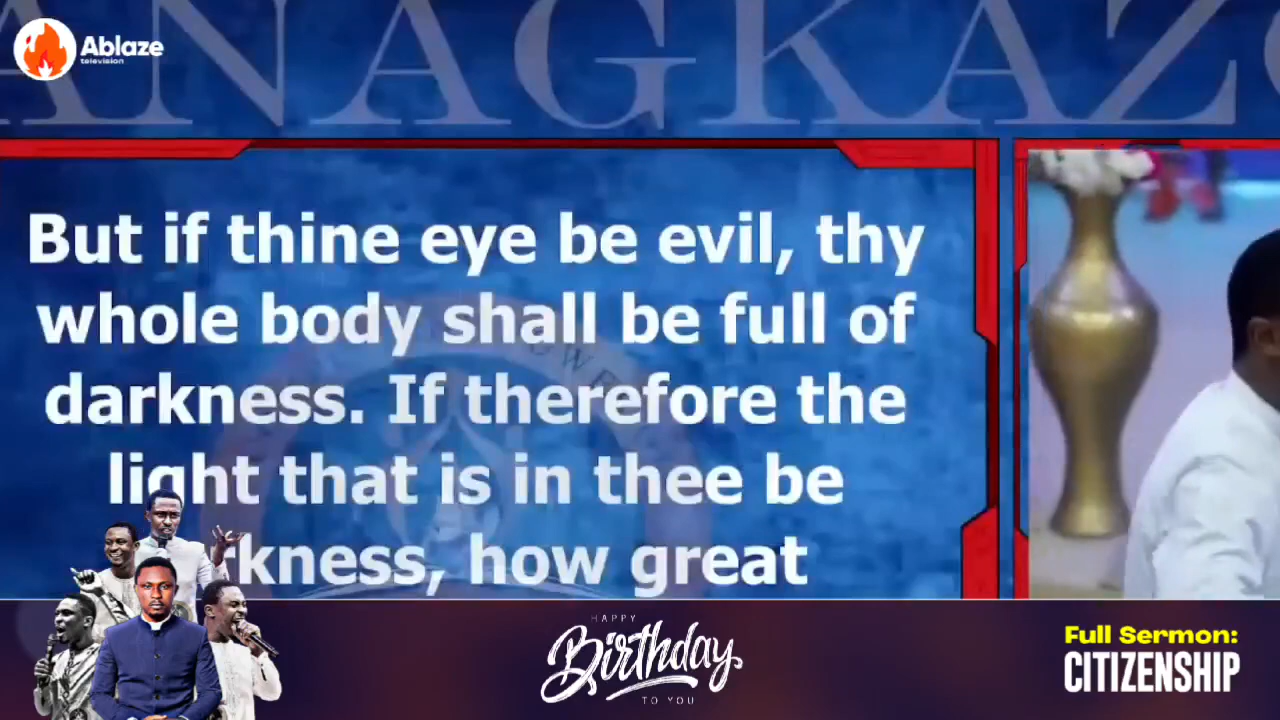 ANAGKAZO
Ablaze
television
But if thine eye be evil, thy
whole body shall be full of
darkness. If therefore the
light that is in thee be
rkness, how great
HAPPY
Birthday
TO YOU
Full Sermon:
CITIZENSHIP